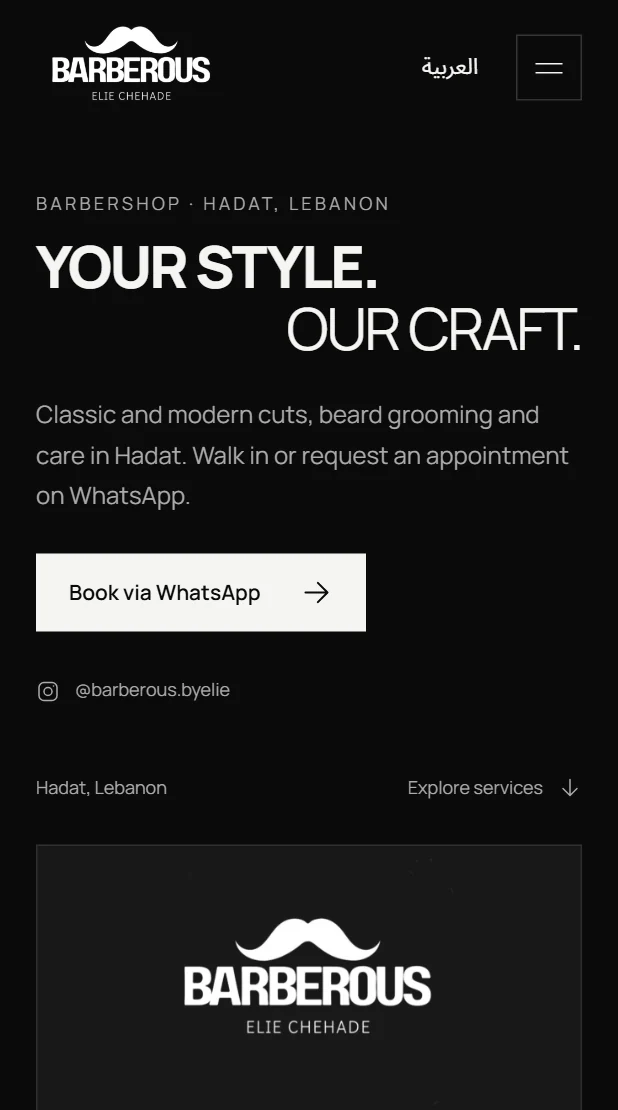 BARBEROUS
ELIE CHEHADE
العربية
BARBERSHOP · HADAT, LEBANON
YOUR STYLE.
OUR CRAFT.
Classic and modern cuts, beard grooming and
care in Hadat. Walk in or request an appointment
on WhatsApp.
Book via WhatsApp
@barberous.byelie
Hadat, Lebanon
Explore services
BARBEROUS
ELIE CHEHADE